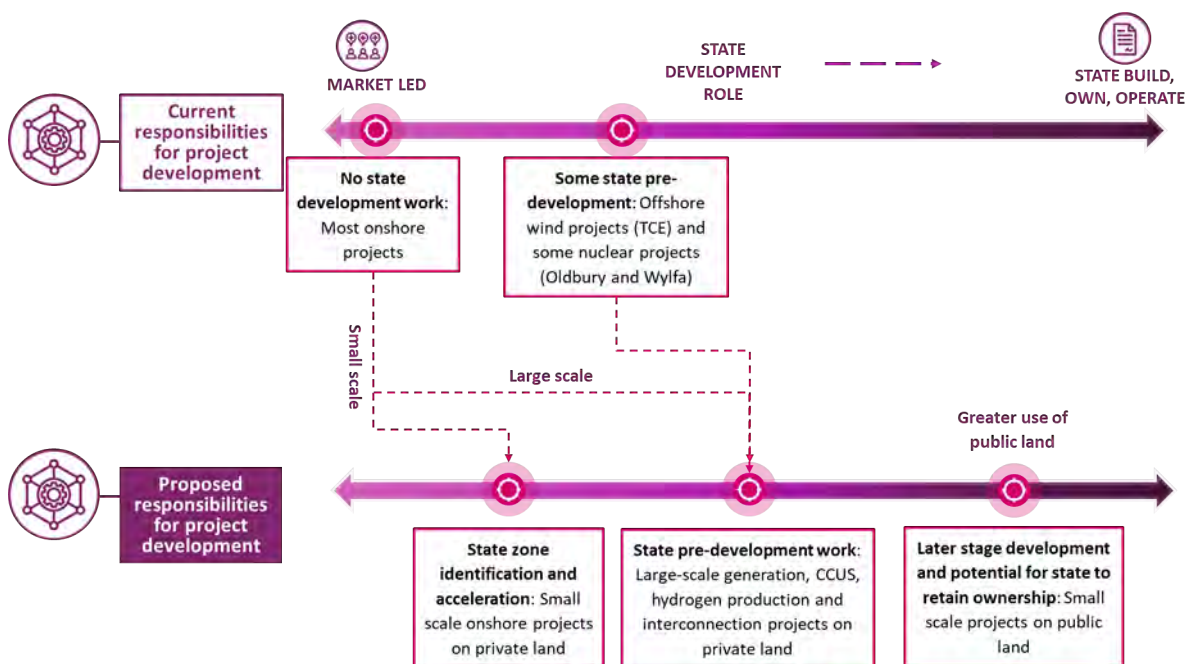 MARKET LED
STATE
DEVELOPMENT
ROLE
STATE BUILD,
OWN, OPERATE
Current
responsibilities
for project
development
No state
development work:
Most onshore
projects
Some state pre-
development: Offshore
wind projects (TCE) and
some nuclear projects
(Oldbury and Wylfa)
Small scale
Large scale
Greater use of
public land
Proposed
responsibilities
for project
development
State zone
identification and
acceleration: Small
scale onshore projects
on private land
State pre-development work:
Large-scale generation, CCUS,
hydrogen production and
interconnection projects on
private land
Later stage development
and potential for state to
retain ownership: Small
scale projects on public
land